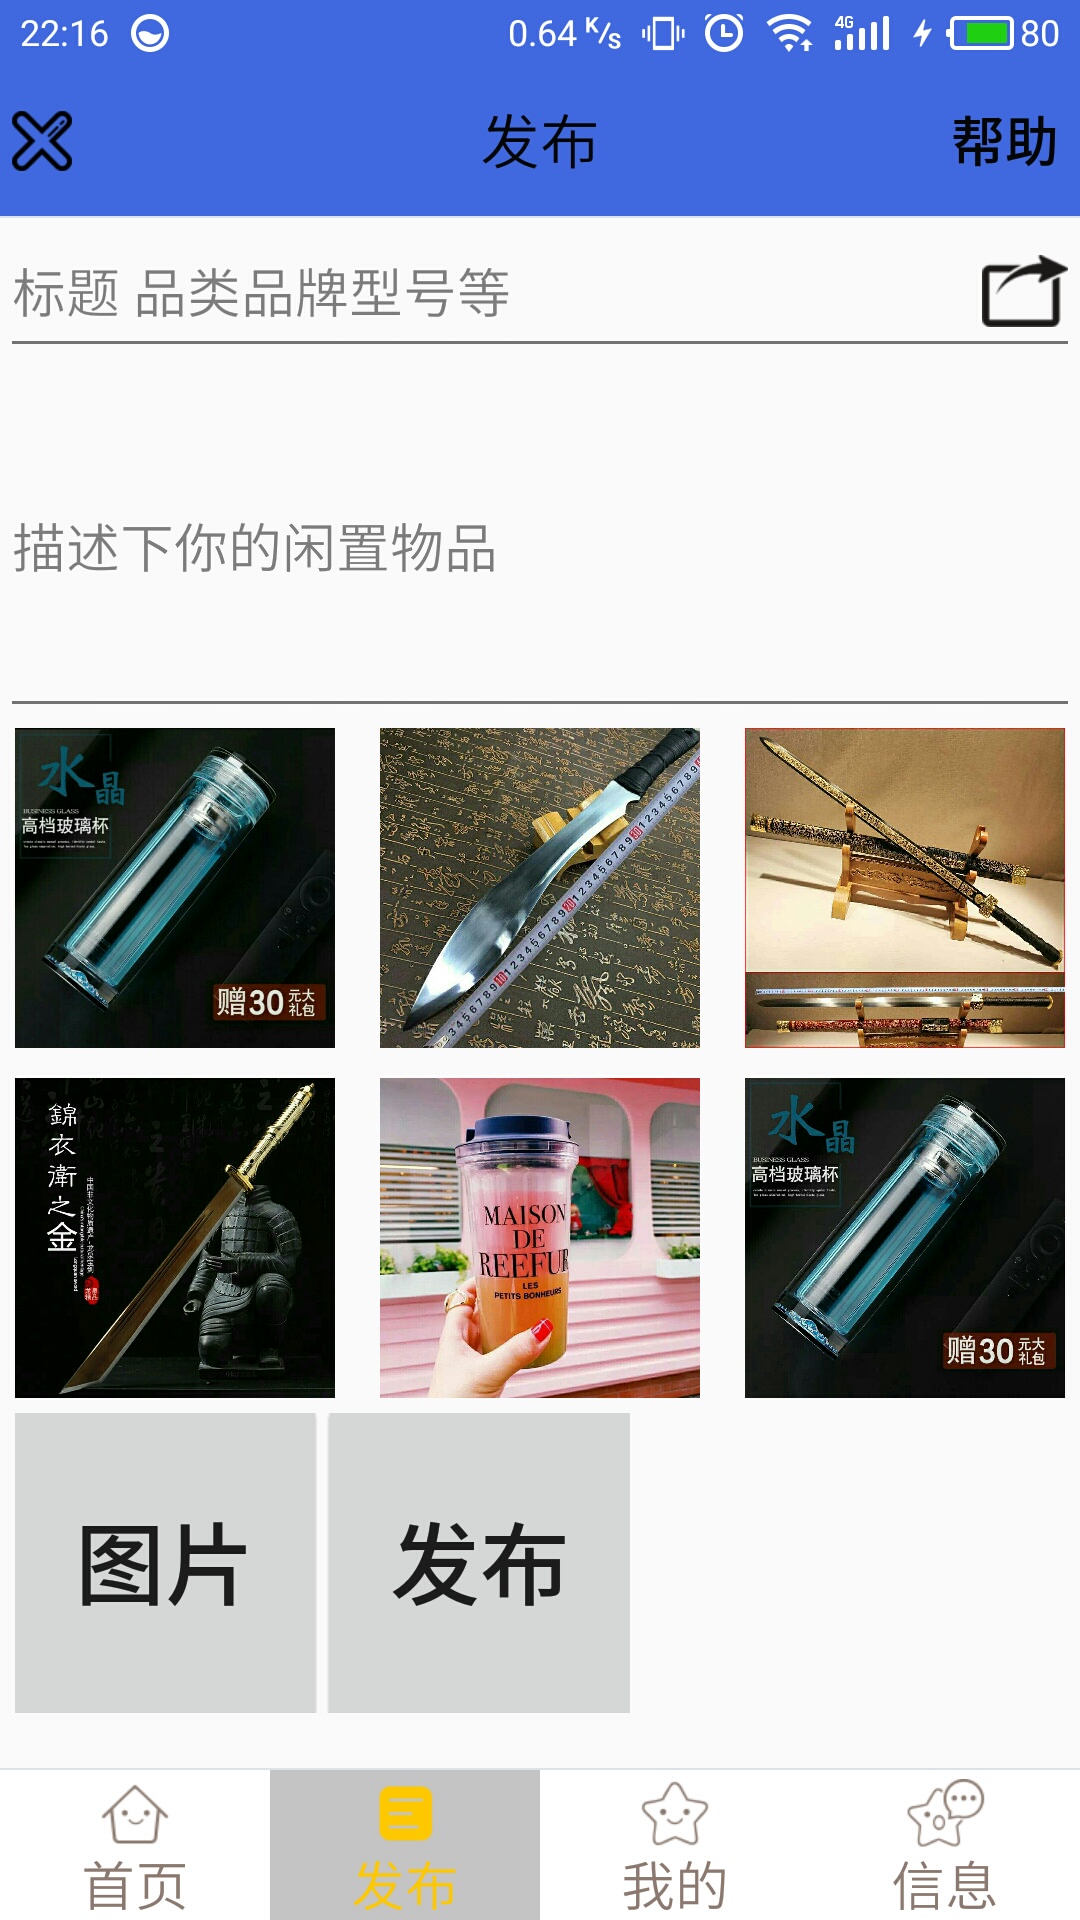 22:16 0.64 K/s 4G 80
发布 帮助
标题 品类品牌型号等
描述下你的闲置物品
水晶
BUSINESS GLASS
高档玻璃杯
赠30元大礼包
錦衣衛之金
MAISON
DE
REEFUR
LES
PETITS BONHEURS
水晶
BUSINESS GLASS
高档玻璃杯
赠30元大礼包
图片 发布
首页 发布 我的 信息